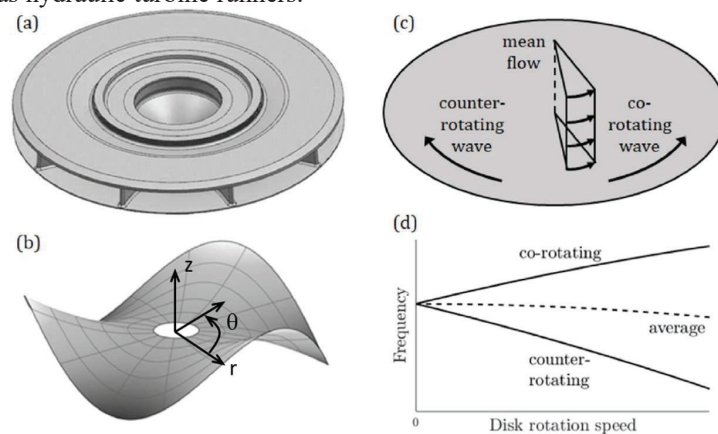 as hydraulic turbine runners.
(a)
(c)
mean
flow
counter-
rotating
wave
co-
rotating
wave
(b)
z
θ
r
(d)
co-rotating
average
counter-
rotating
Frequency
0
Disk rotation speed